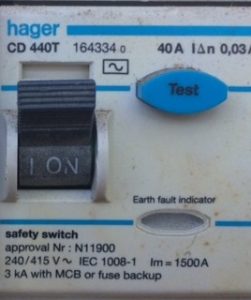 hager
CD 440T 164334 0 40A I∆n 0,03A
Test
I ON
Earth fault indicator
safety switch
approval Nr : N11900
240/415 V ~ IEC 1008-1 Im = 1500A
3 kA with MCB or fuse backup